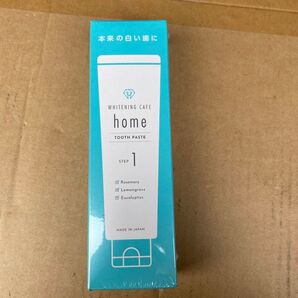 本来の白い歯に
WHITENING CAFE
home
TOOTH PASTE
STEP 1
Rosemary
Lemongrass
Eucalyptus
MADE IN JAPAN